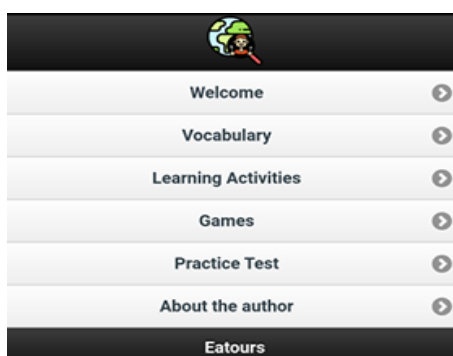 Welcome
Vocabulary
Learning Activities
Games
Practice Test
About the author
Eatours